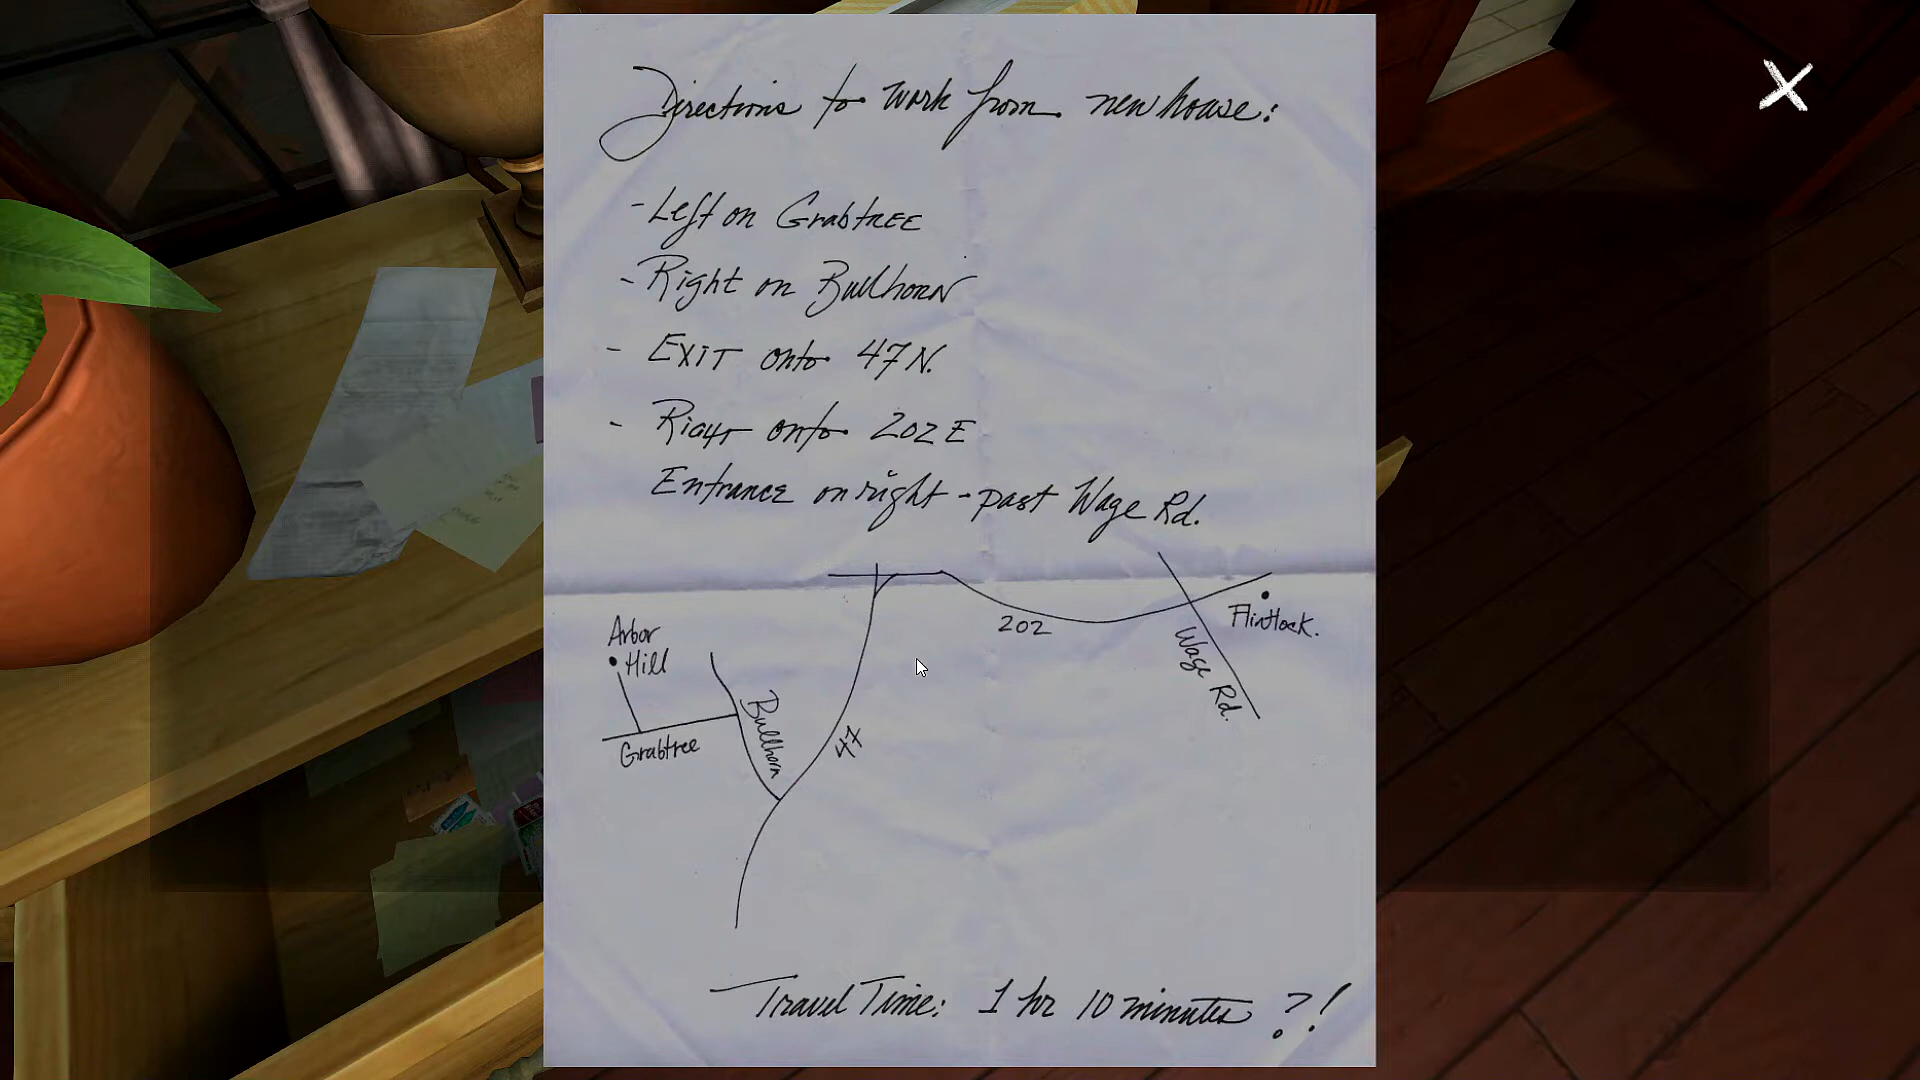 Directions to work from new house:
- Left on Grabtree
- Right on Bullhorn
- Exit onto 47 N.
- Right onto 202 E
Entrance on right - past Wage Rd.
Arbor
Hill
Grabtree
Bullhorn
47
202
Wage Rd.
Flintlock.
Travel Time: 1 hr 10 minutes ?!